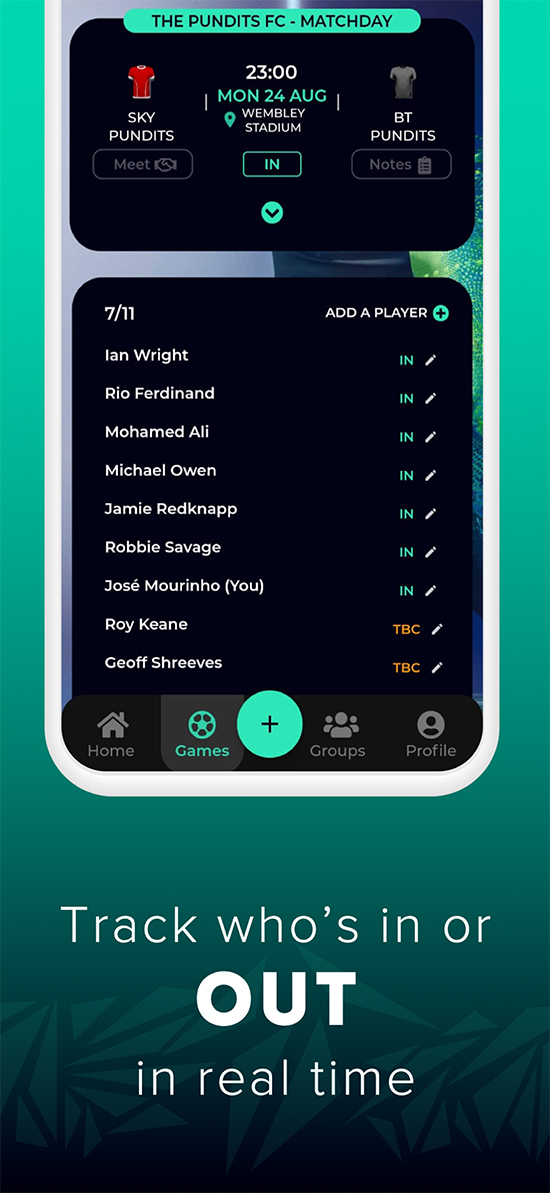 THE PUNDITS FC - MATCHDAY
23:00
MON 24 AUG
WEMBLEY
STADIUM
SKY
PUNDITS
BT
PUNDITS
Meet
IN
Notes
7/11
ADD A PLAYER
Ian Wright IN
Rio Ferdinand IN
Mohamed Ali IN
Michael Owen IN
Jamie Redknapp IN
Robbie Savage IN
José Mourinho (You) IN
Roy Keane TBC
Geoff Shreeves TBC
Home
Games
+
Groups
Profile
Track who's in or
OUT
in real time